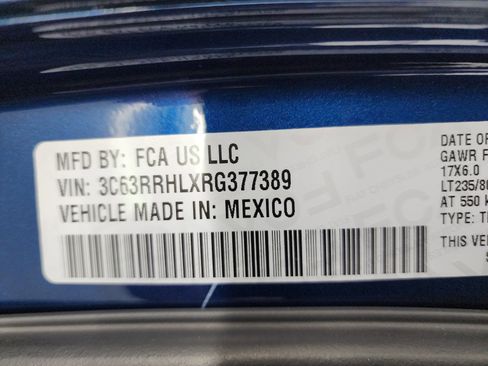 MFD BY: FCA US LLC
VIN: 3C63RRHLXRG377389
VEHICLE MADE IN: MEXICO
DATE OF
GAWR F
17X6.0
LT235/80
AT 550 k
TYPE: T
THIS VE